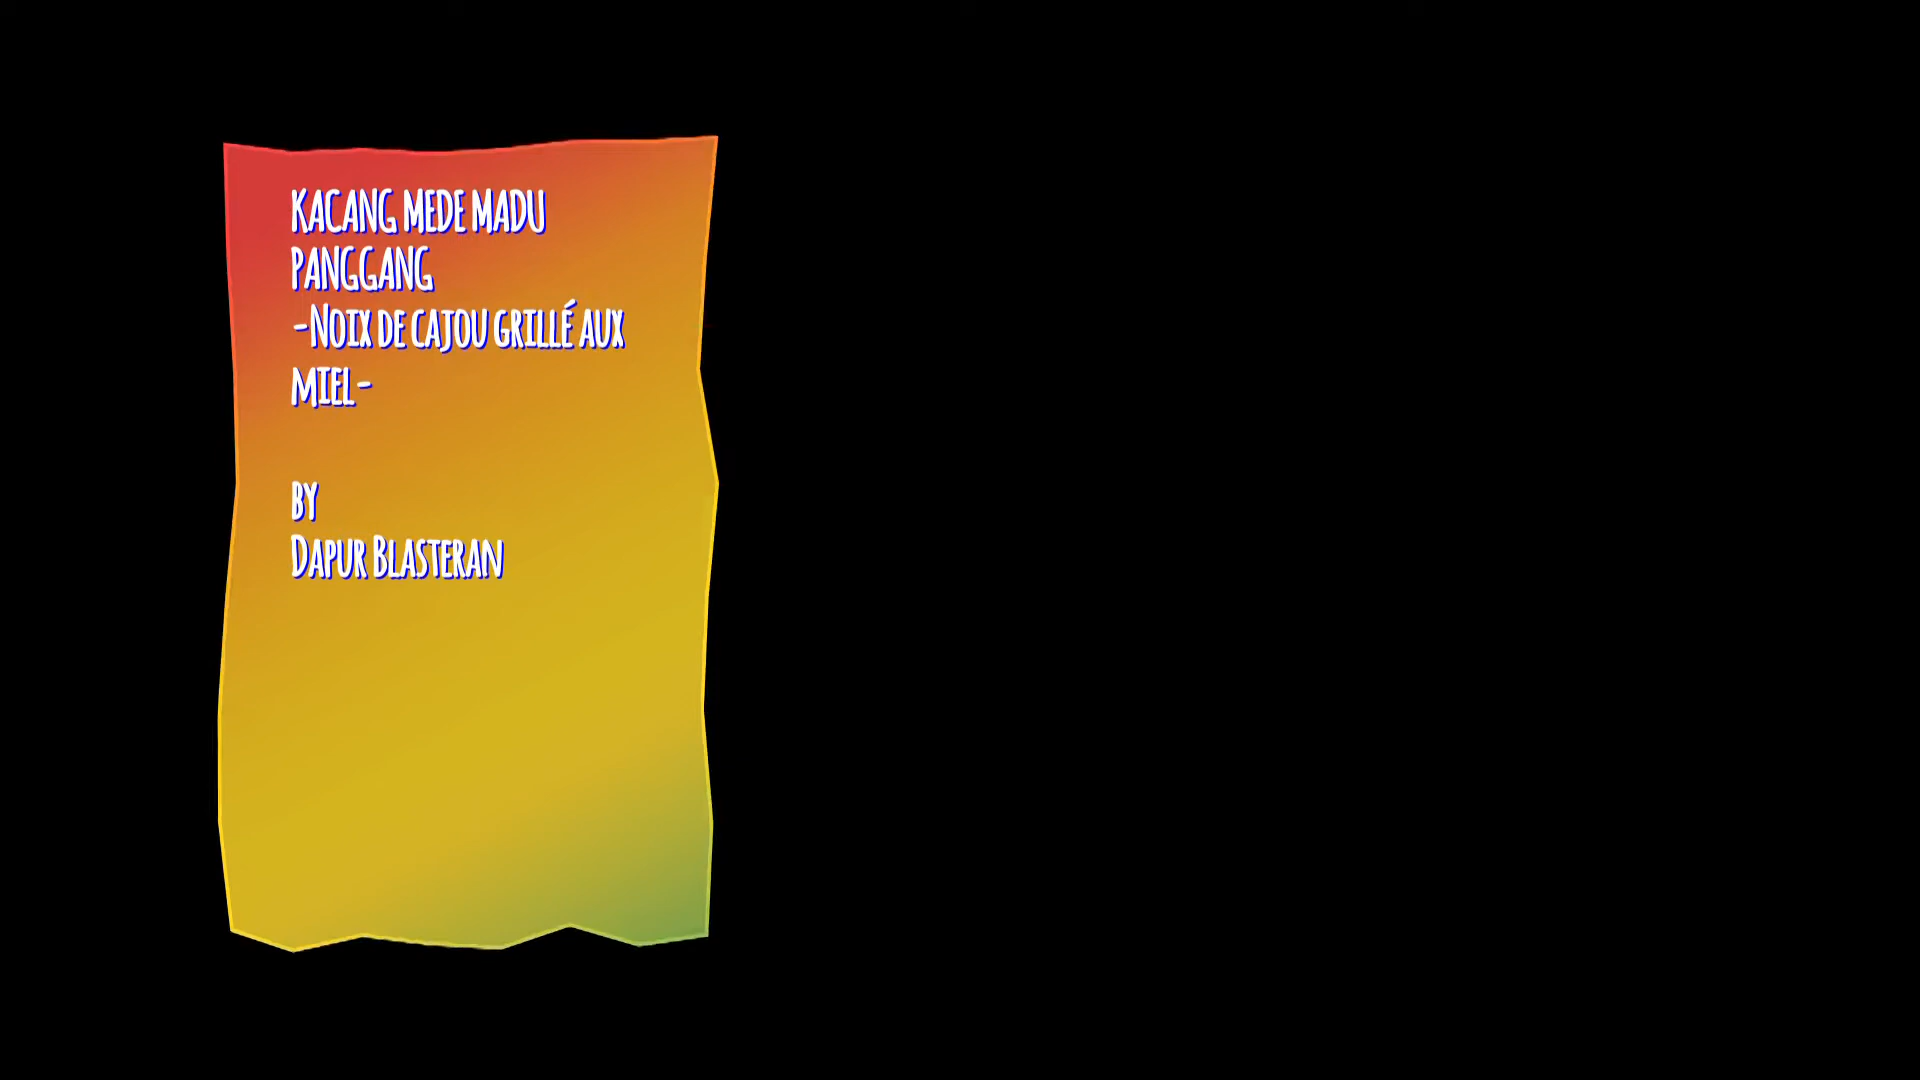 KACANG MEDE MADU
PANGGANG
-Noix de cajou grillé aux
miel-
by
Dapur Blasteran